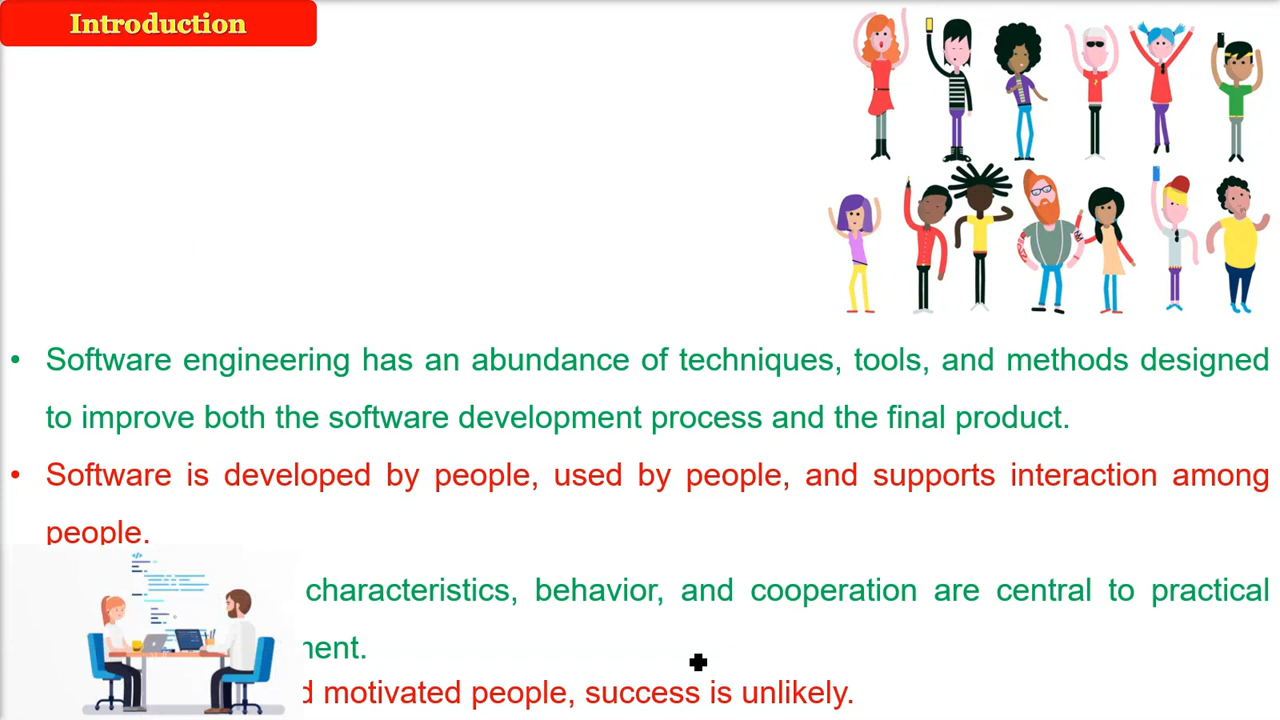 Introduction
• Software engineering has an abundance of techniques, tools, and methods designed
to improve both the software development process and the final product.
• Software is developed by people, used by people, and supports interaction among
people.
characteristics, behavior, and cooperation are central to practical
motivated people, success is unlikely.